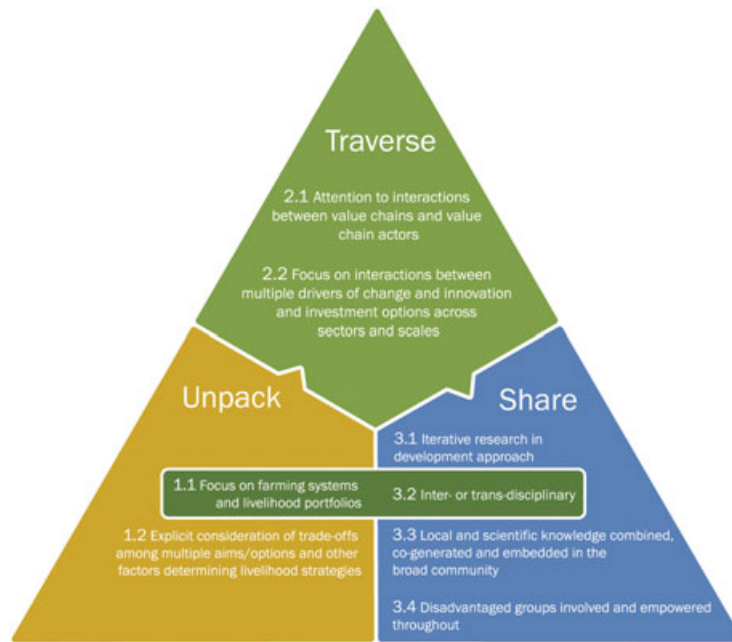 Traverse
2.1 Attention to interactions
between value chains and value
chain actors
2.2 Focus on interactions between
multiple drivers of change and innovation
and investment options across
sectors and scales
Unpack
1.1 Focus on farming systems
and livelihood portfolios
1.2 Explicit consideration of trade-offs
among multiple aims/options and other
factors determining livelihood strategies
Share
3.1 Iterative research in
development approach
3.2 Inter- or trans-disciplinary
3.3 Local and scientific knowledge combined,
co-generated and embedded in the
broad community
3.4 Disadvantaged groups involved and empowered
throughout